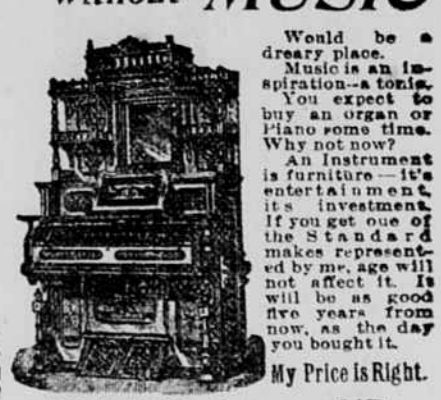 without MUSIC
Would be a
dreary place.
Music is an in-
spiration--a tonic.
You expect to
buy an organ or
Piano some time.
Why not now?
An Instrument
is furniture -- it's
entertainment,
its investment.
If you get one of
the Standard
makes represent-
ed by me, age will
not affect it. It
will be as good
five years from
now, as the day
you bought it.
My Price is Right.